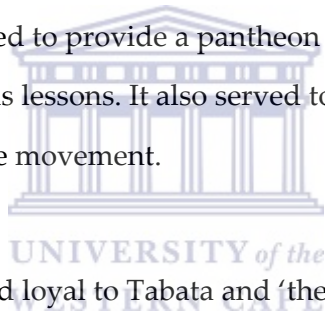 ed to provide a pantheon
s lessons. It also served to
e movement.
UNIVERSITY of the
d loyal to Tabata and ‘the
WESTERN CAPE